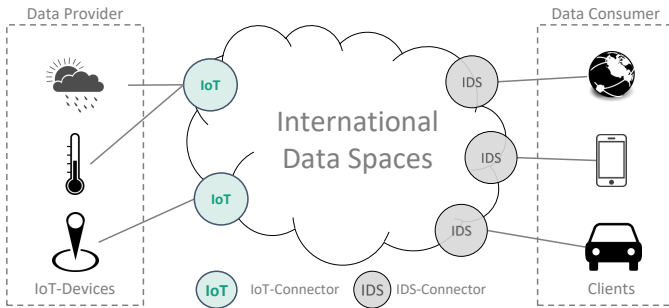 Data Provider
Data Consumer
IoT
IDS
International
Data Spaces
IDS
IoT
IDS
IoT-Devices
IoT
IoT-Connector
IDS
IDS-Connector
Clients